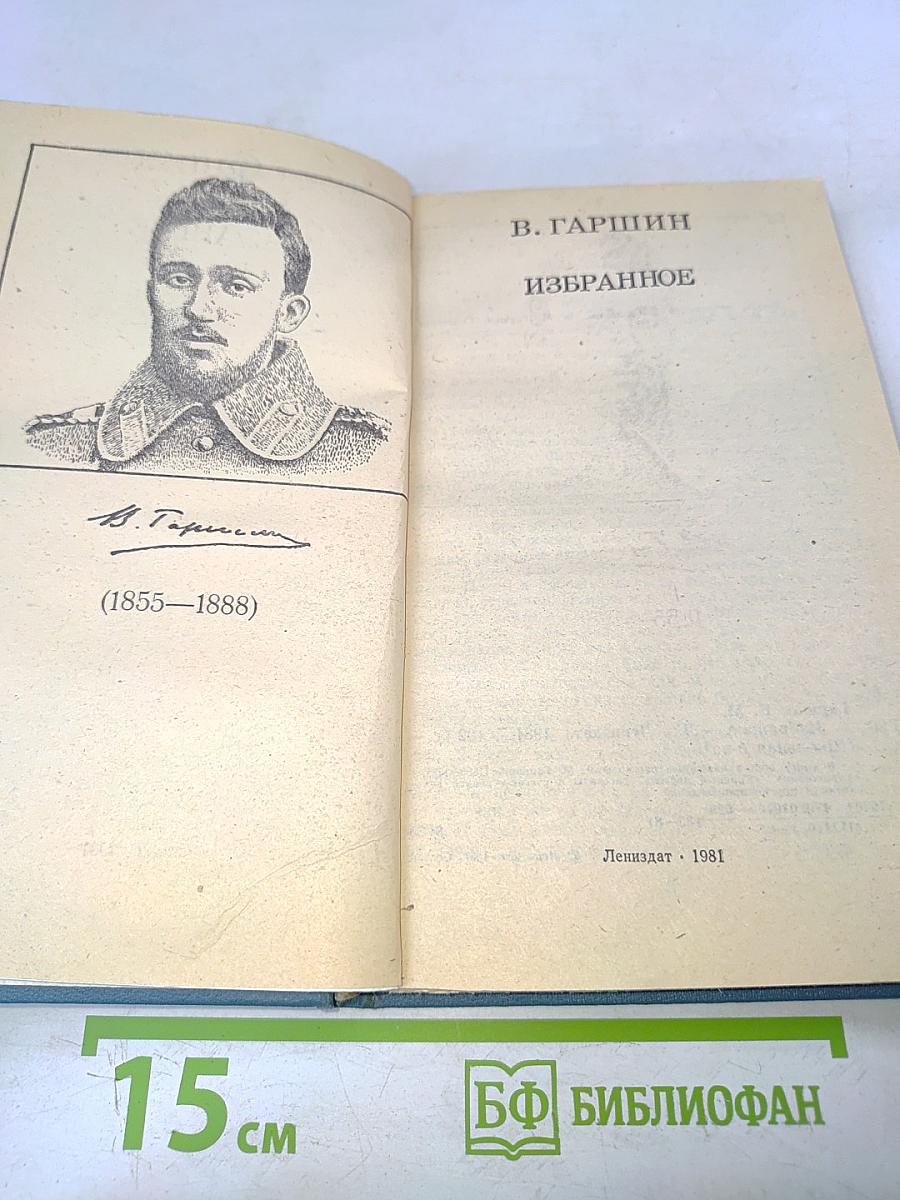 В. Гаршин
(1855—1888)
В. ГАРШИН
ИЗБРАННОЕ
Лениздат · 1981
15 см
БФ БИБЛИОФАН